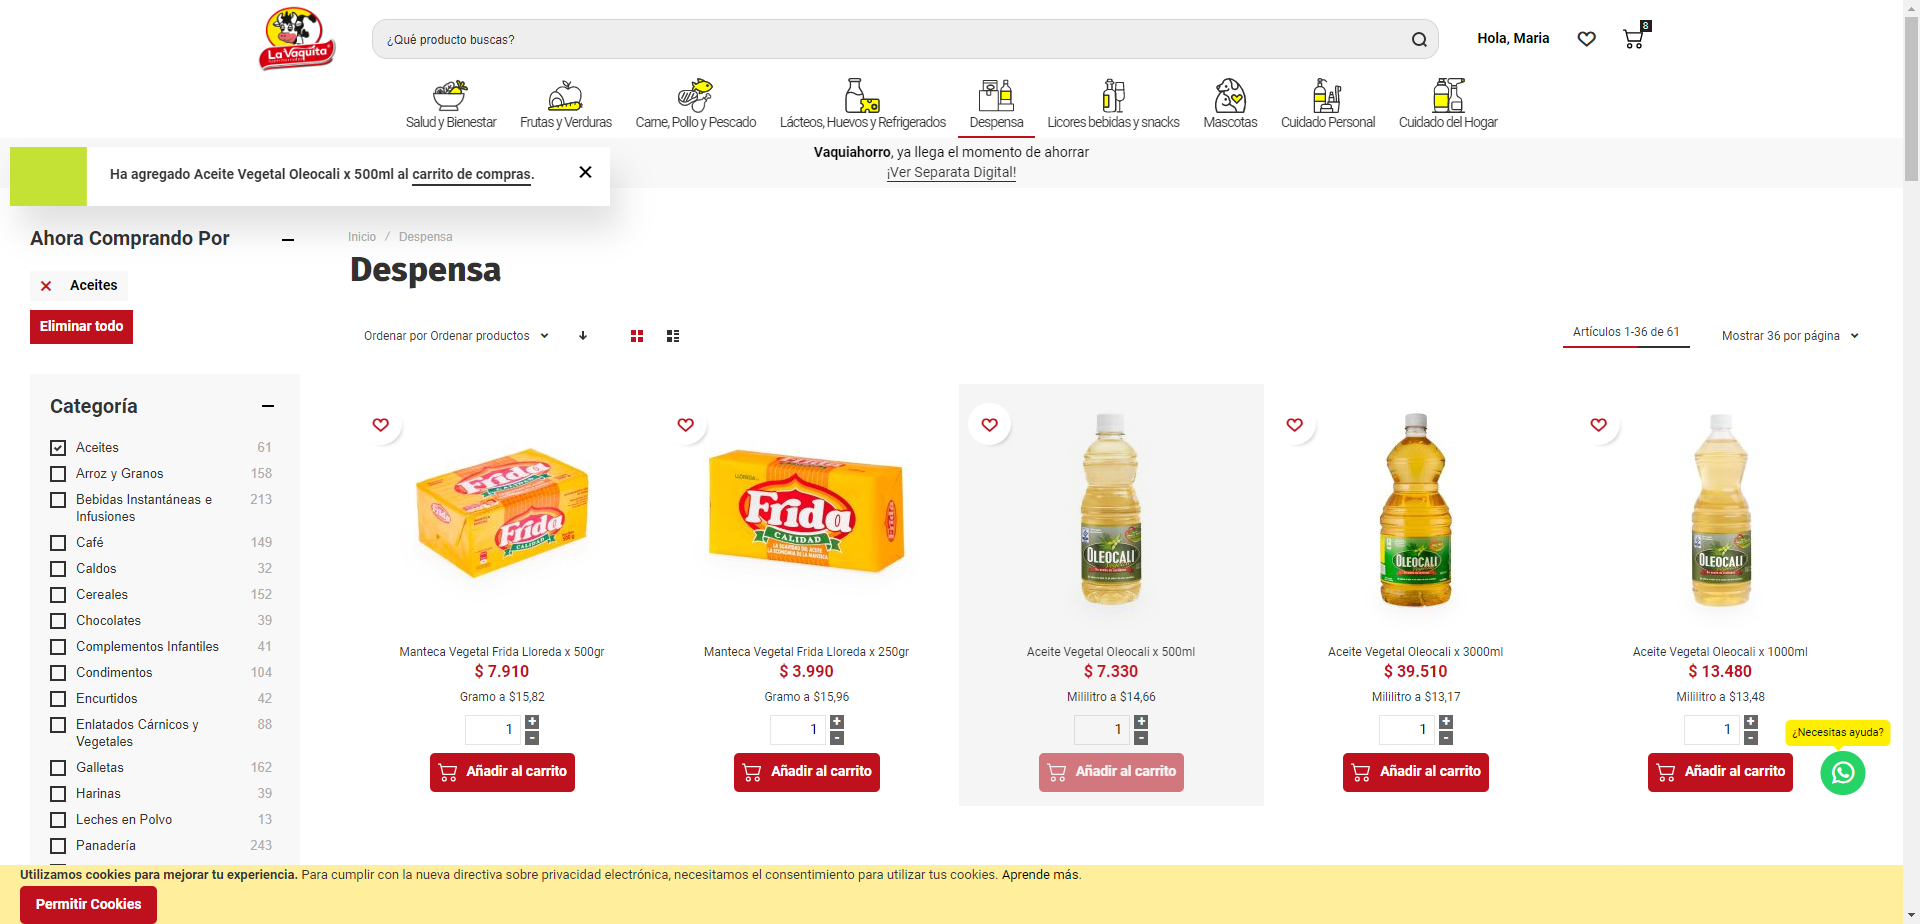 La Vaquita
¿Qué producto buscas?
Hola, Maria
8
Salud y Bienestar
Frutas y Verduras
Carne, Pollo y Pescado
Lácteos, Huevos y Refrigerados
Despensa
Licores bebidas y snacks
Mascotas
Cuidado Personal
Cuidado del Hogar
Vaquiahorro, ya llega el momento de ahorrar
¡Ver Separata Digital!
Ha agregado Aceite Vegetal Oleocali x 500ml al carrito de compras.
Ahora Comprando Por
Aceites
Eliminar todo
Inicio / Despensa
Despensa
Ordenar por Ordenar productos
Artículos 1-36 de 61
Mostrar 36 por página
Categoría
Aceites 61
Arroz y Granos 158
Bebidas Instantáneas e 213
Infusiones
Café 149
Caldos 32
Cereales 152
Chocolates 39
Complementos Infantiles 41
Condimentos 104
Encurtidos 42
Enlatados Cárnicos y 88
Vegetales
Galletas 162
Harinas 39
Leches en Polvo 13
Panadería 243
Frida
Frida
Frida
CALIDAD
OLEOCALI
OLEOCALI
OLEOCALI
Manteca Vegetal Frida Lloreda x 500gr
$ 7.910
Gramo a $15,82
1
Añadir al carrito
Manteca Vegetal Frida Lloreda x 250gr
$ 3.990
Gramo a $15,96
1
Añadir al carrito
Aceite Vegetal Oleocali x 500ml
$ 7.330
Mililitro a $14,66
1
Añadir al carrito
Aceite Vegetal Oleocali x 3000ml
$ 39.510
Mililitro a $13,17
1
Añadir al carrito
Aceite Vegetal Oleocali x 1000ml
$ 13.480
Mililitro a $13,48
1
Añadir al carrito
¿Necesitas ayuda?
Utilizamos cookies para mejorar tu experiencia. Para cumplir con la nueva directiva sobre privacidad electrónica, necesitamos el consentimiento para utilizar tus cookies. Aprende más.
Permitir Cookies